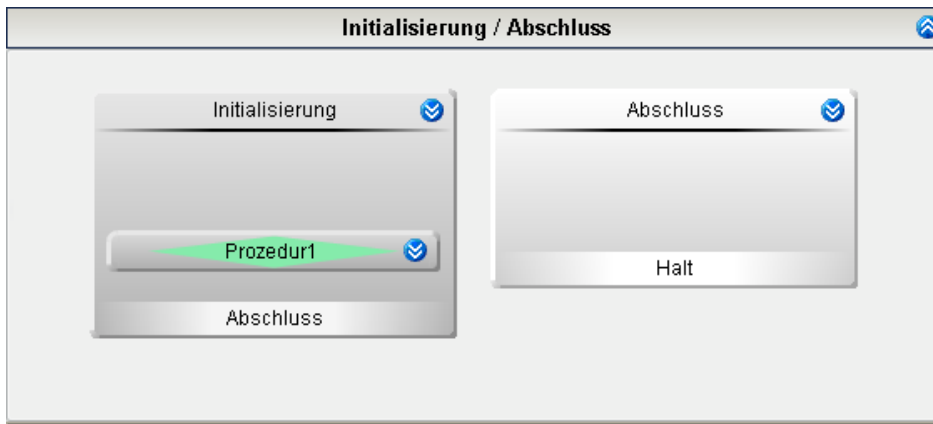 Initialisierung / Abschluss
Initialisierung
Abschluss
Prozedur1
Halt
Abschluss